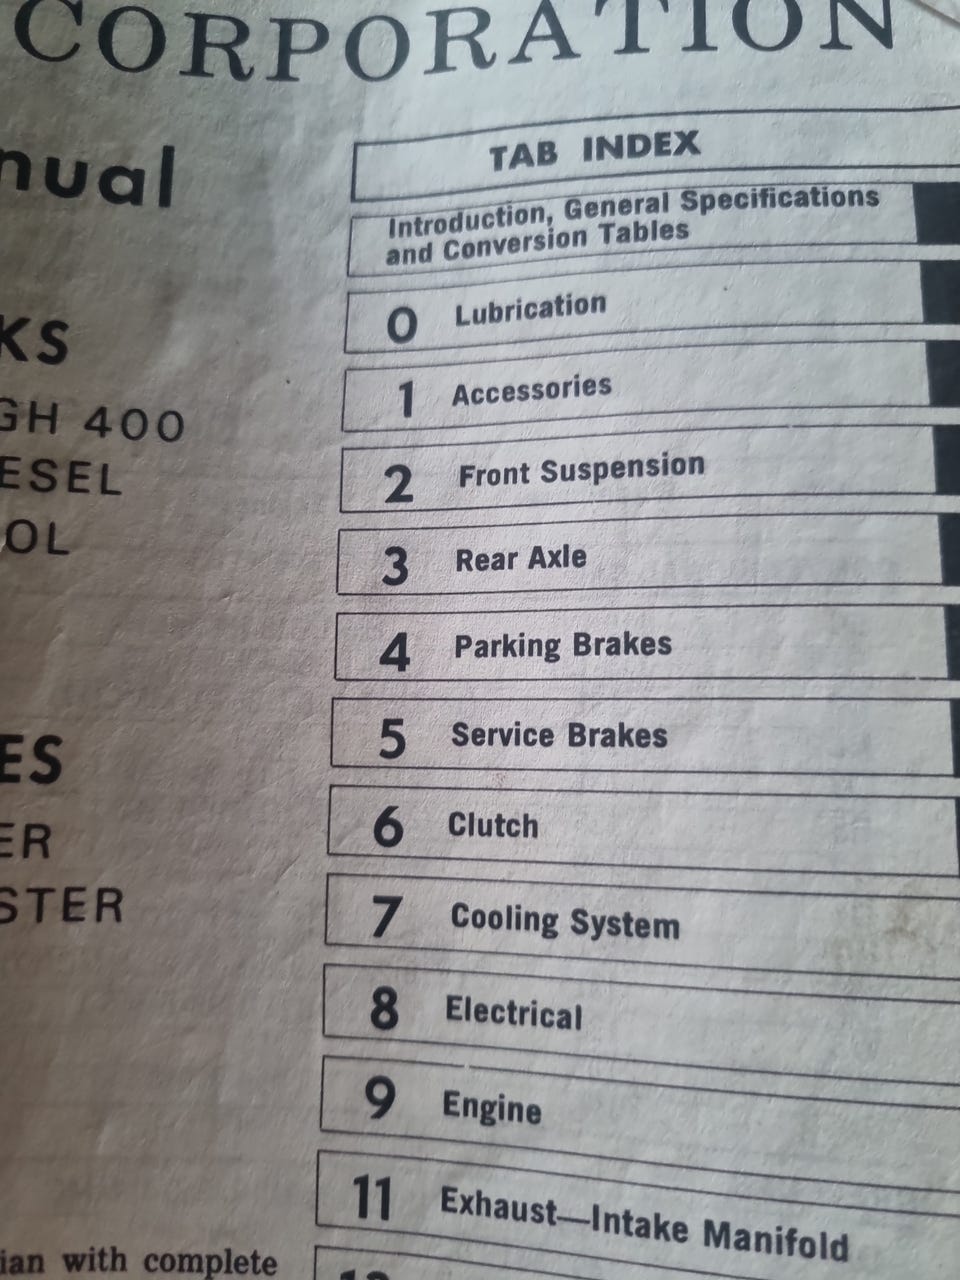 CORPORATION
nual
KS
GH 400
ESEL
OL
ES
ER
STER
ian with complete
TAB INDEX
Introduction, General Specifications
and Conversion Tables
0 Lubrication
1 Accessories
2 Front Suspension
3 Rear Axle
4 Parking Brakes
5 Service Brakes
6 Clutch
7 Cooling System
8 Electrical
9 Engine
11 Exhaust—Intake Manifold